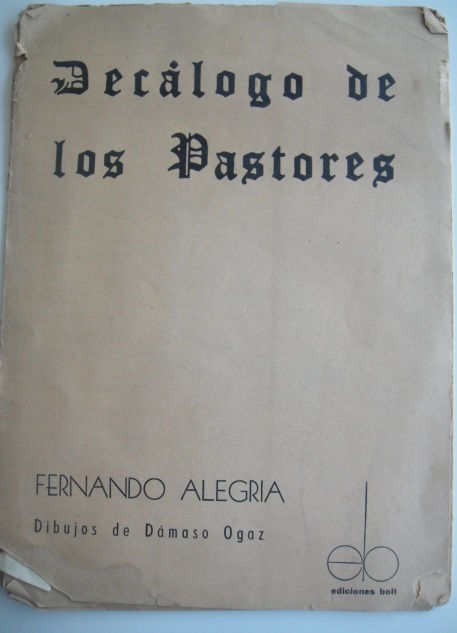 Decálogo de
los Pastores
FERNANDO ALEGRIA
Dibujos de Dámaso Ogaz
eb
ediciones bolt